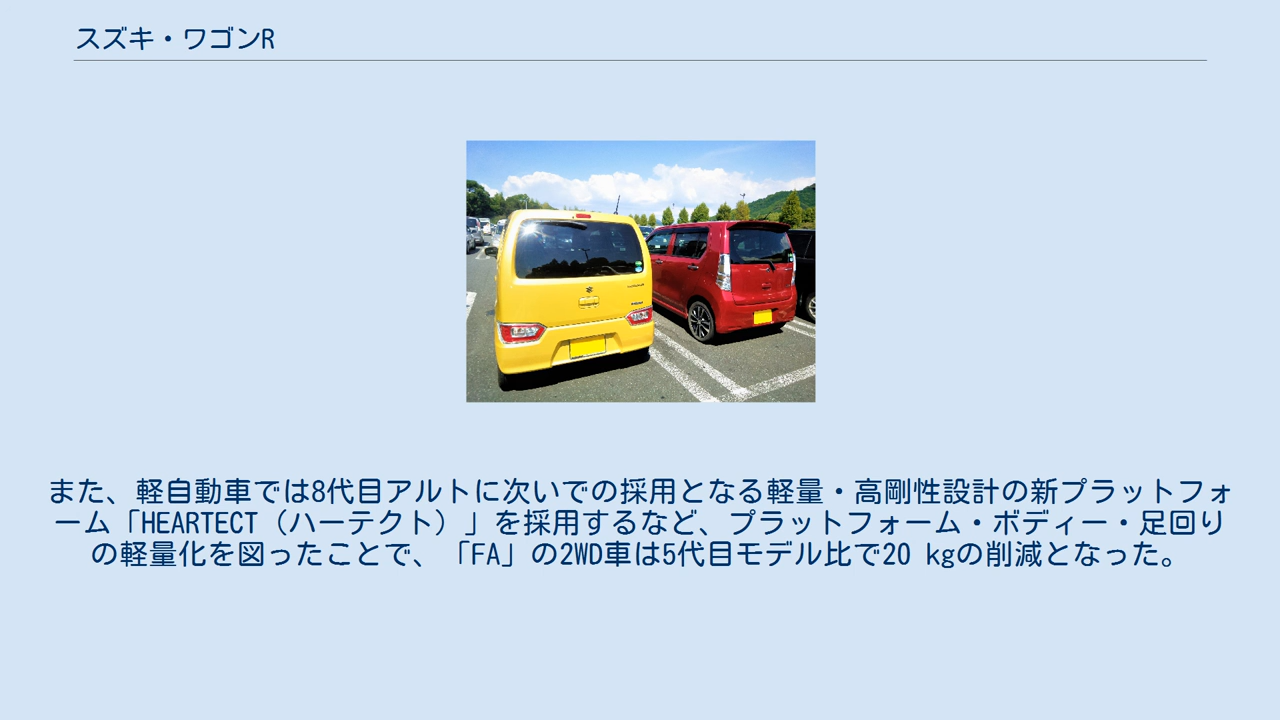 スズキ・ワゴンR
また、軽自動車では8代目アルトに次いでの採用となる軽量・高剛性設計の新プラットフォ
ーム「HEARTECT（ハーテクト）」を採用するなど、プラットフォーム・ボディー・足回り
の軽量化を図ったことで、「FA」の2WD車は5代目モデル比で20 kgの削減となった。